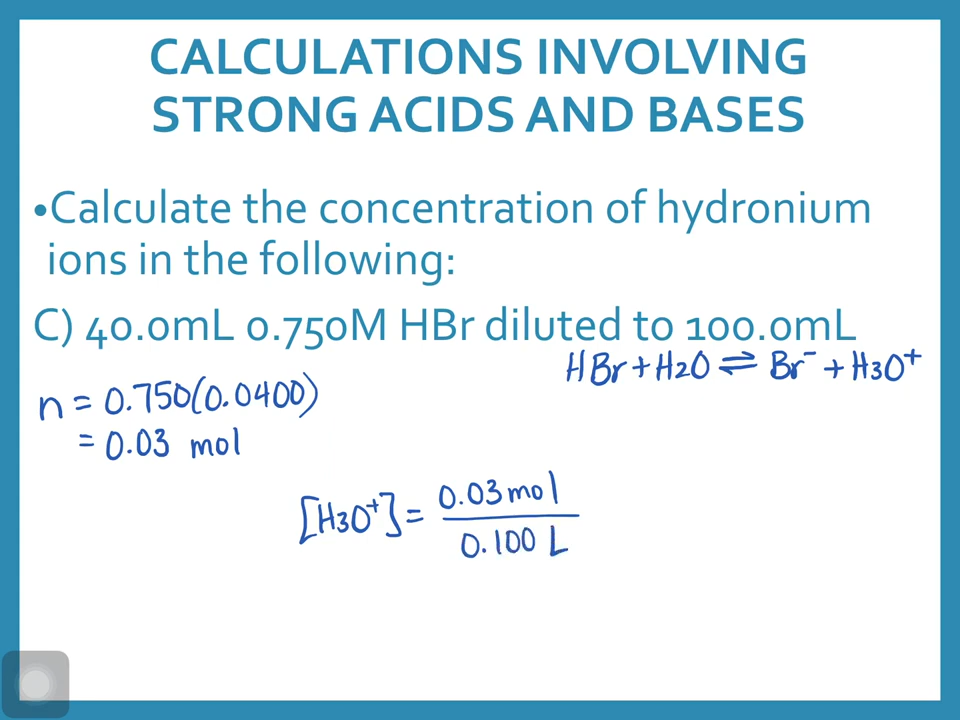 CALCULATIONS INVOLVING
STRONG ACIDS AND BASES
•Calculate the concentration of hydronium
ions in the following:
C) 40.0mL 0.750M HBr diluted to 100.0mL
HBr + H2O ⇌ Br⁻ + H3O⁺
n = 0.750(0.0400)
= 0.03 mol
[H3O⁺] = 0.03 mol
0.100 L